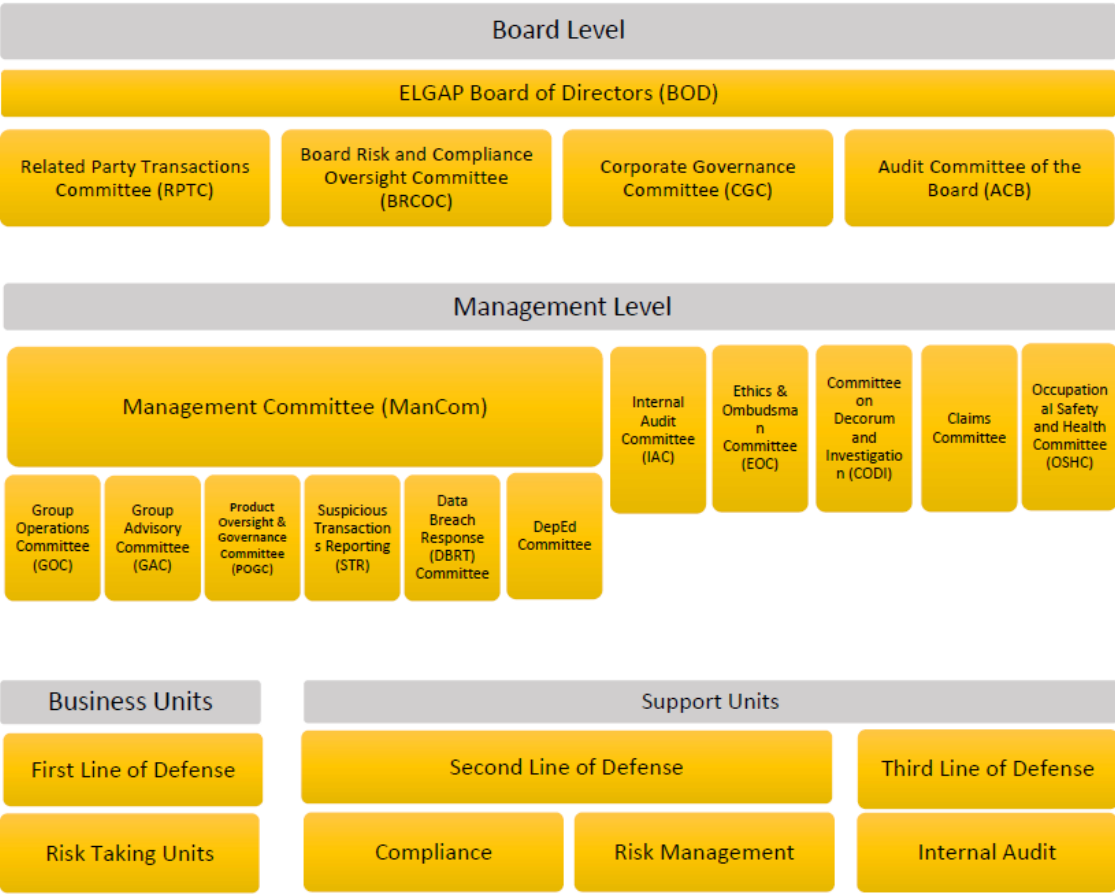 Board Level
ELGAP Board of Directors (BOD)
Related Party Transactions
Committee (RPTC)
Board Risk and Compliance
Oversight Committee
(BRCOC)
Corporate Governance
Committee (CGC)
Audit Committee of the
Board (ACB)
Management Level
Management Committee (ManCom)
Internal
Audit
Committee
(IAC)
Ethics &
Ombudsma
n
Committee
(EOC)
Committee
on
Decorum
and
Investigatio
n (CODI)
Claims
Committee
Occupation
al Safety
and Health
Committee
(OSHC)
Group
Operations
Committee
(GOC)
Group
Advisory
Committee
(GAC)
Product
Oversight &
Governance
Committee
(POGC)
Suspicious
Transaction
s Reporting
(STR)
Data
Breach
Response
(DBRT)
Committee
DepEd
Committee
Business Units
Support Units
First Line of Defense
Second Line of Defense
Third Line of Defense
Risk Taking Units
Compliance
Risk Management
Internal Audit